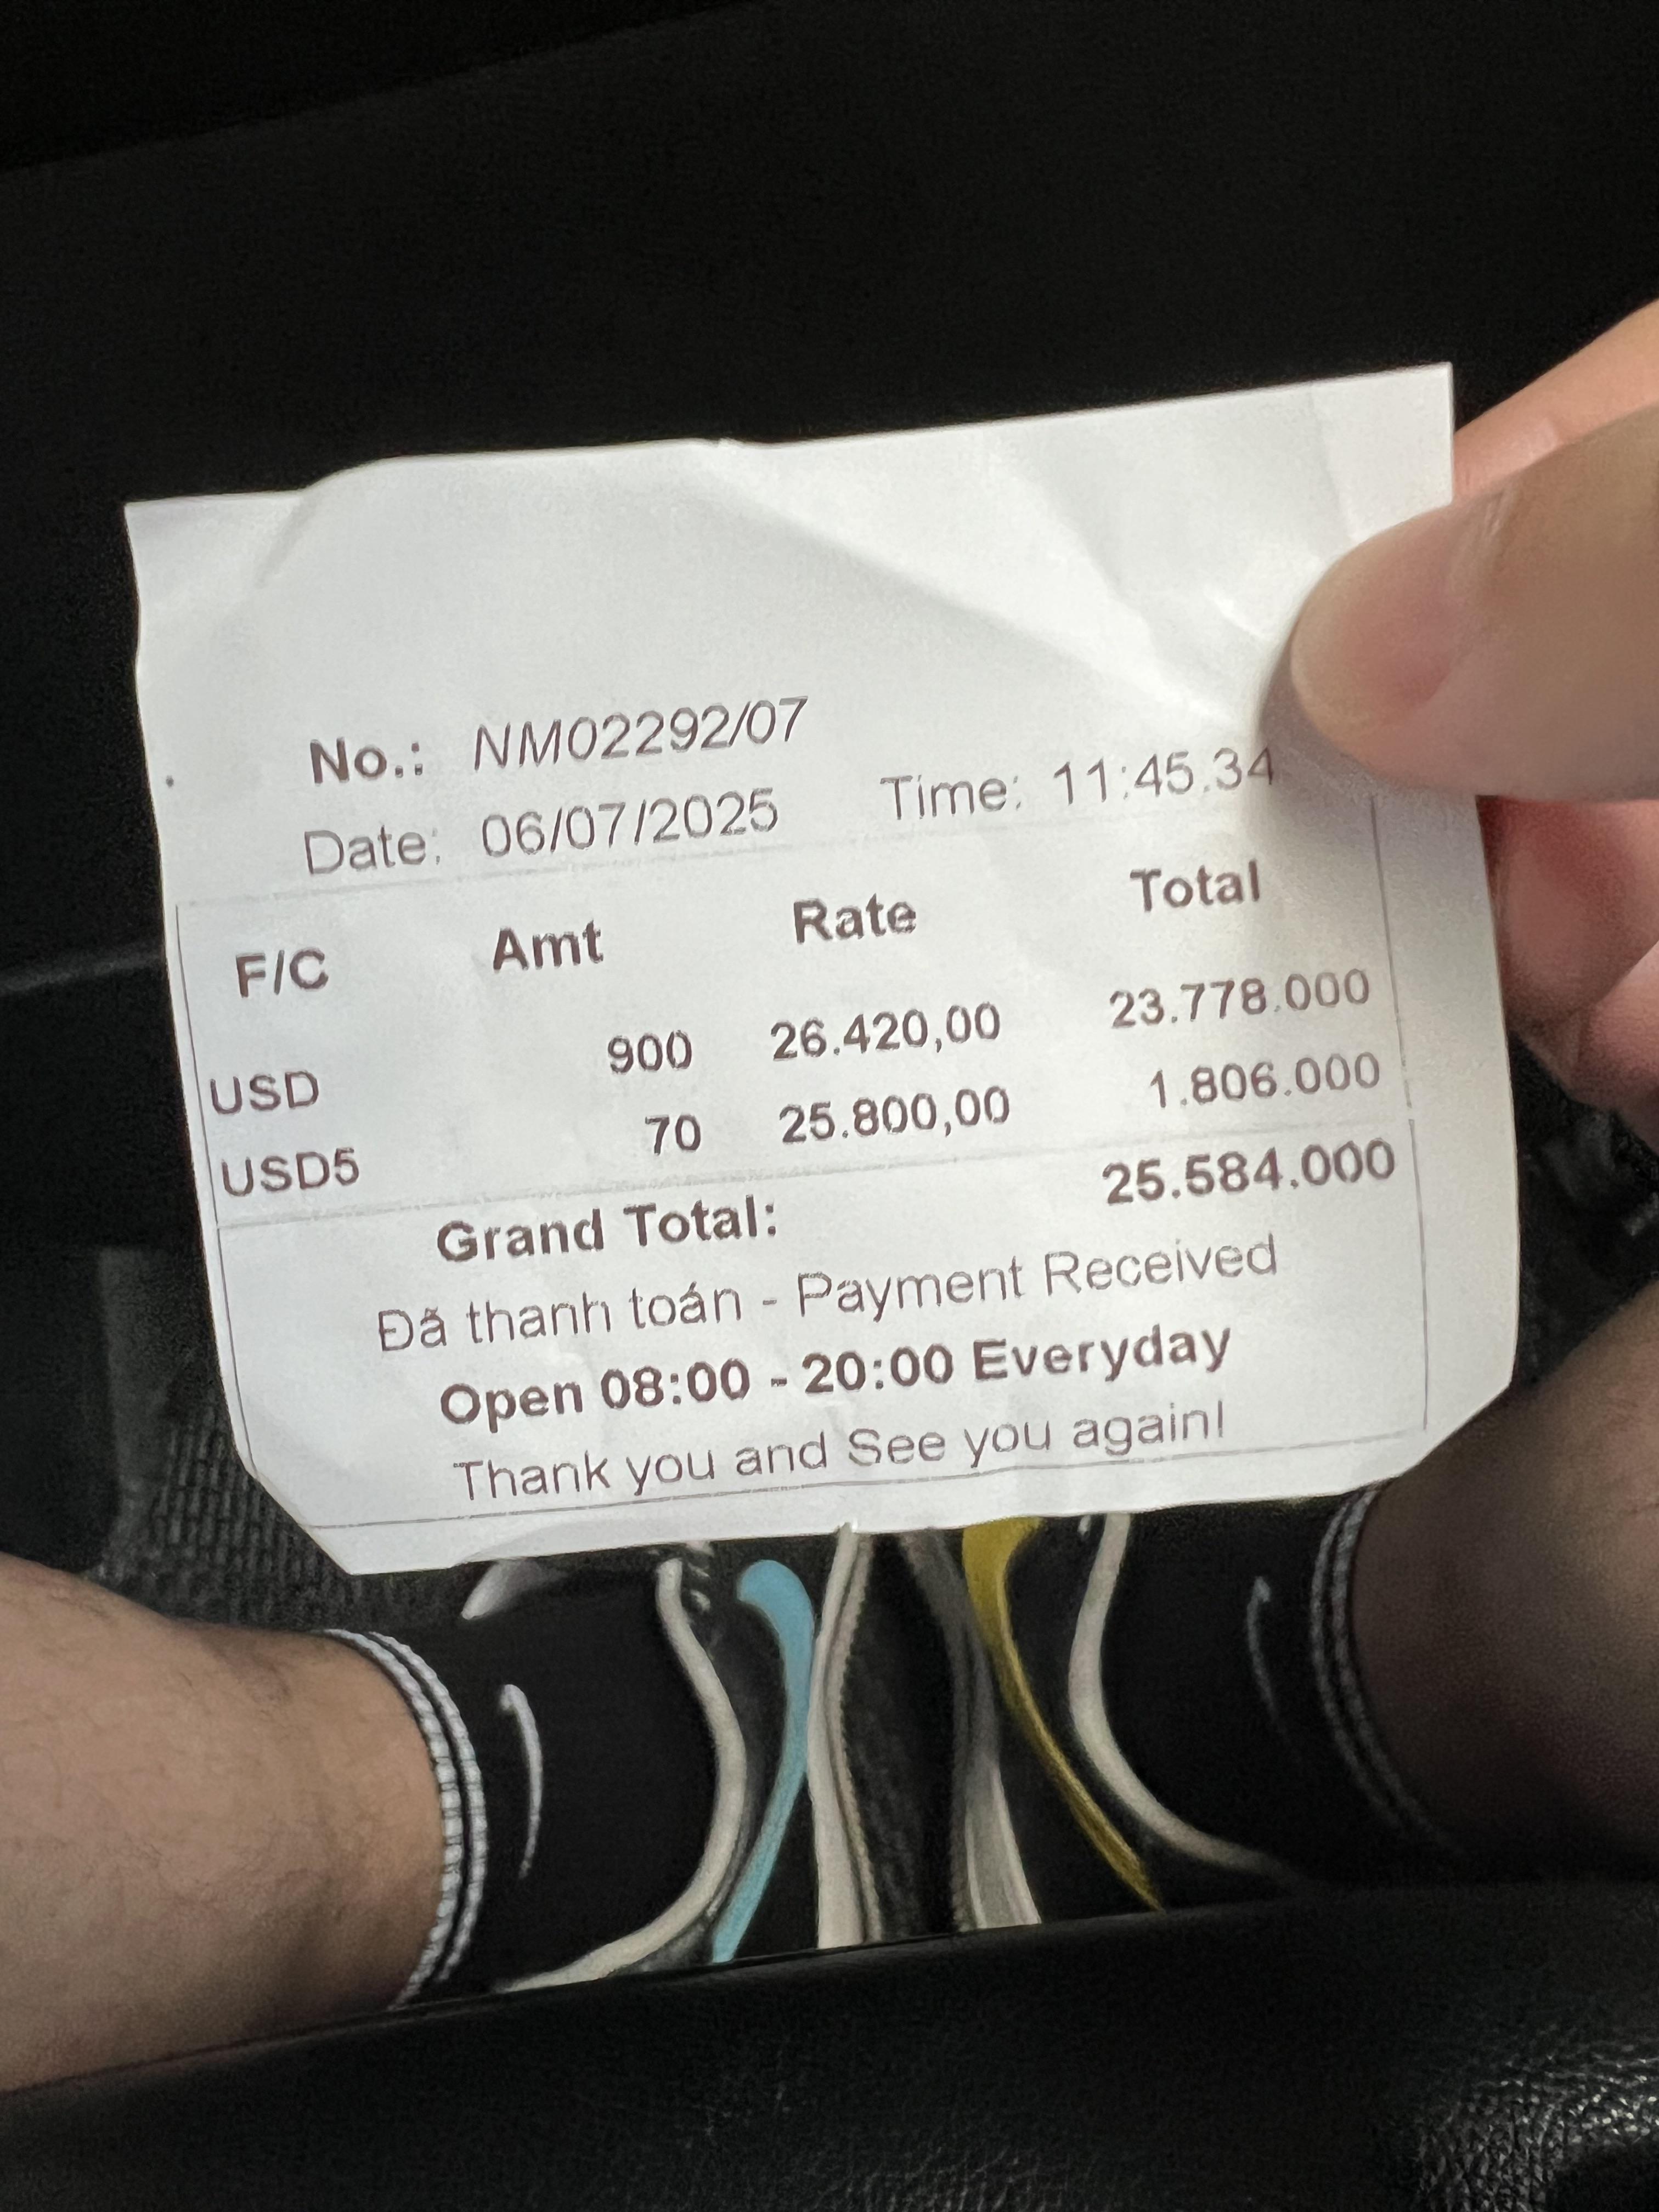 No.: NM02292/07
Date: 06/07/2025 Time: 11:45.34
F/C Amt Rate Total
USD 900 26.420,00 23.778.000
USD5 70 25.800,00 1.806.000
Grand Total: 25.584.000
Đã thanh toán - Payment Received
Open 08:00 - 20:00 Everyday
Thank you and See you again!